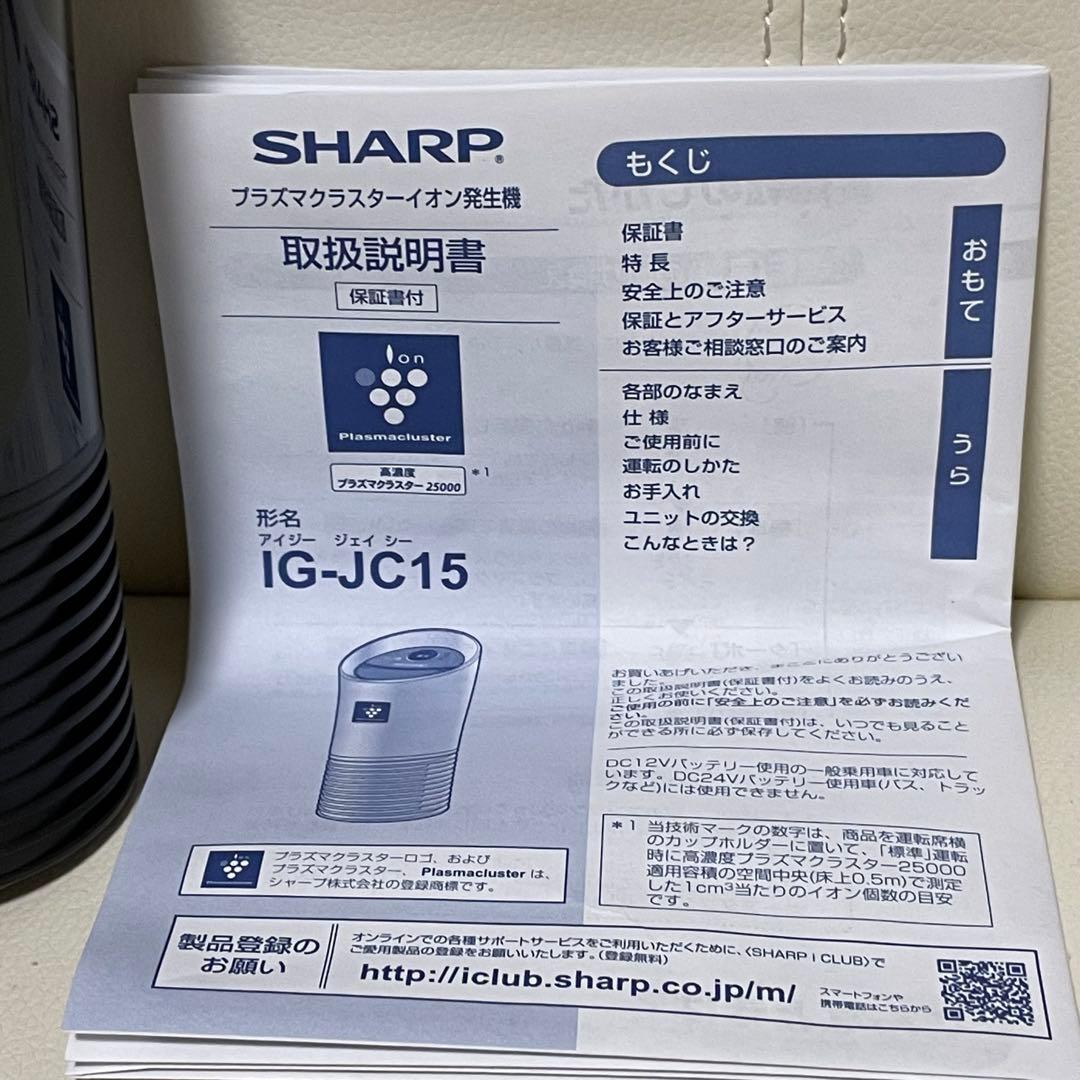 SHARP®
プラズマクラスターイオン発生機
取扱説明書
保証書付
Ion
Plasmacluster
高濃度
プラズマクラスター 25000
*1
形名
アイジー ジェイ シー
IG-JC15
プラズマクラスターロゴ、および
プラズマクラスター、Plasmacluster は、
シャープ株式会社の登録商標です。
もくじ
保証書
特長
安全上のご注意
保証とアフターサービス
お客様ご相談窓口のご案内
おもて
各部のなまえ
仕様
ご使用前に
運転のしかた
お手入れ
ユニットの交換
こんなときは？
うら
お買いあげいただき、まことにありがとうござい
ました。
この取扱説明書(保証書付)をよくお読みのうえ、
正しくお使いください。
ご使用の前に「安全上のご注意」を必ずお読みくだ
さい。
この取扱説明書(保証書付)は、いつでも見ること
ができる所に必ず保存してください。
DC12Vバッテリー使用の一般乗用車に対応して
います。DC24Vバッテリー使用車(バス、トラッ
クなど)には使用できません。
*1 当技術マークの数字は、商品を運転席横
のカップホルダーに置いて、「標準」運転
時に高濃度プラズマクラスター25000
適用容積の空間中央(床上0.5m)で測定
した1cm³当たりのイオン個数の目安
です。
製品登録の
お願い
オンラインでの各種サポートサービスをご利用いただくために、〈SHARP i CLUB〉で
ご愛用製品の登録をお願いいたします。(登録無料)
http://iclub.sharp.co.jp/m/
スマートフォンや
携帯電話はこちらから